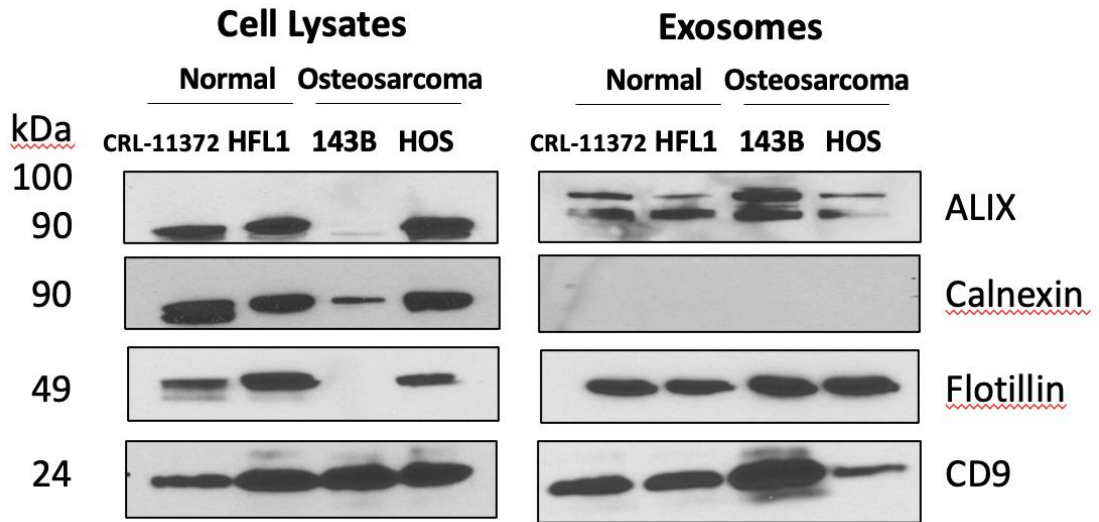 Cell Lysates Exosomes
Normal Osteosarcoma Normal Osteosarcoma
kDa CRL-11372 HFL1 143B HOS CRL-11372 HFL1 143B HOS
100
90 ALIX
90 Calnexin
49 Flotillin
24 CD9